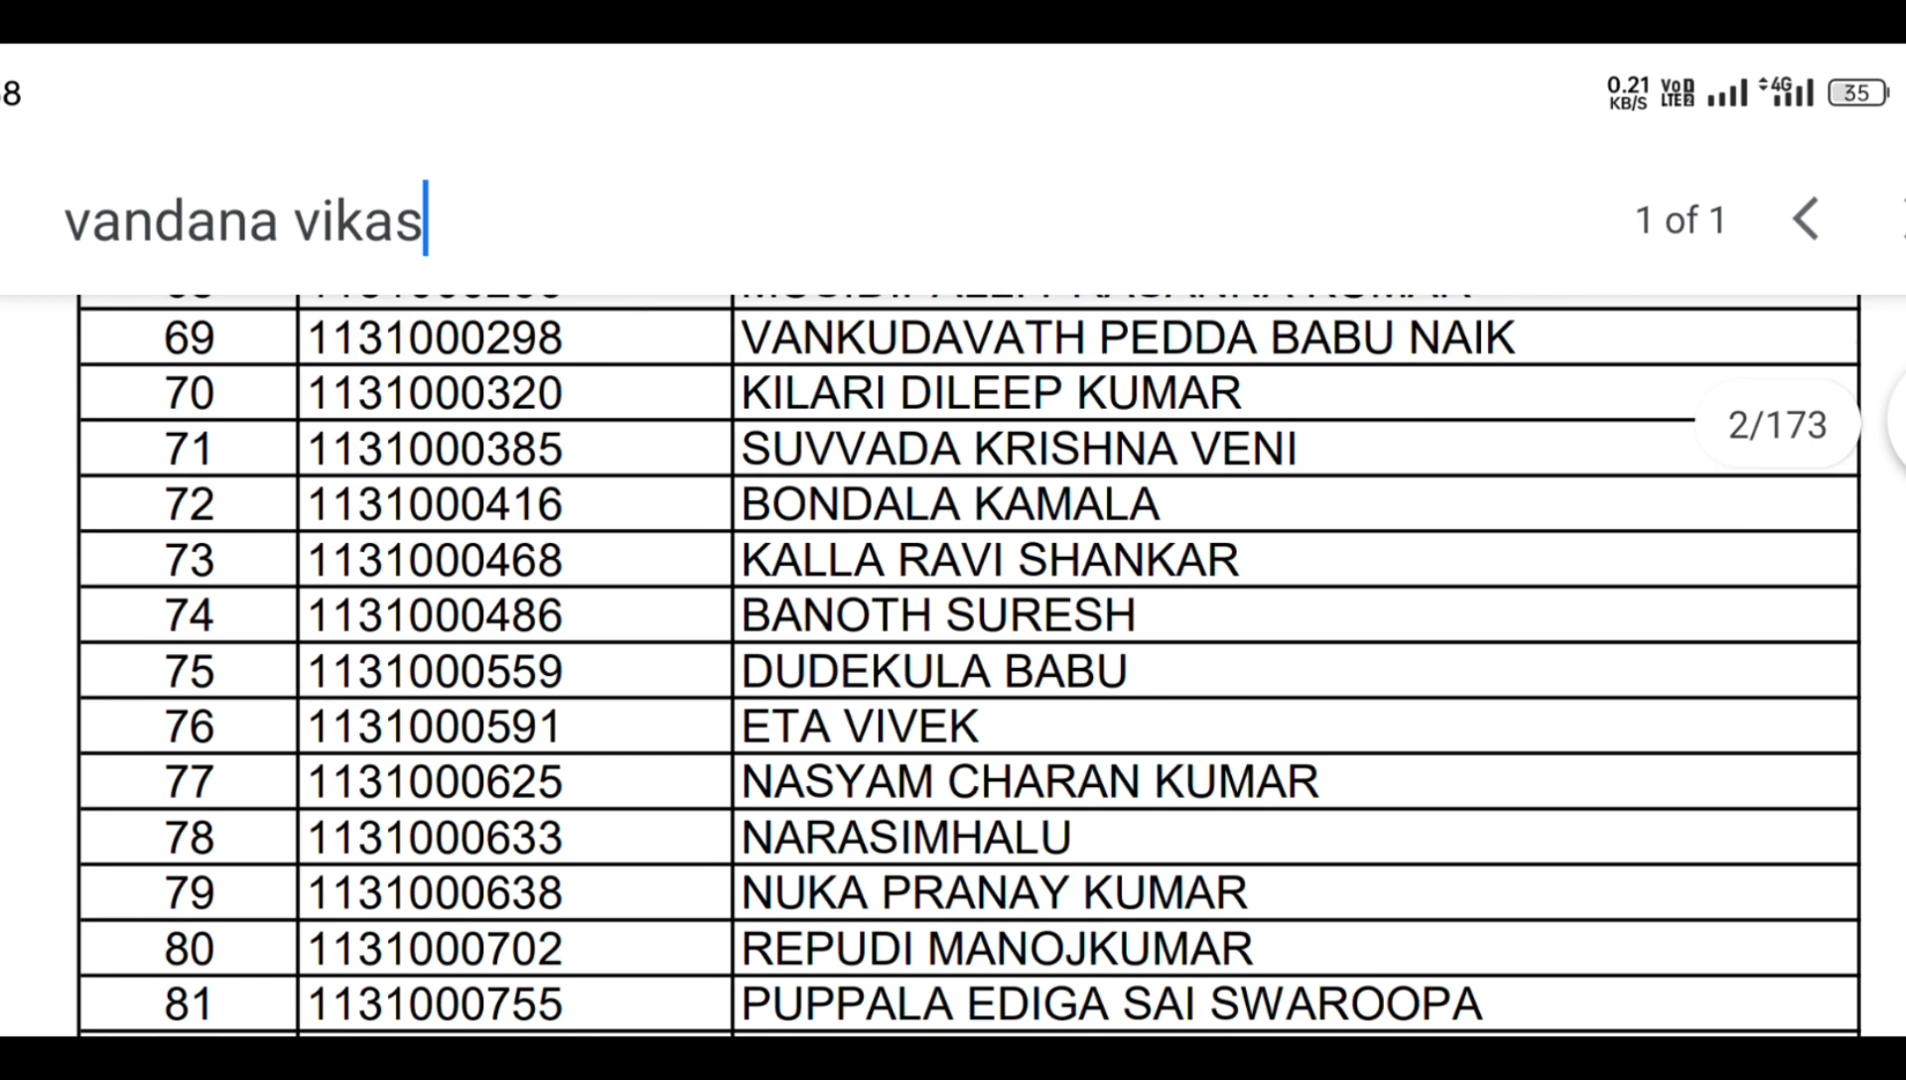 8
0.21 KB/S Vo LTE 4G 35
vandana vikas 1 of 1
69 1131000298 VANKUDAVATH PEDDA BABU NAIK
70 1131000320 KILARI DILEEP KUMAR
2/173
71 1131000385 SUVVADA KRISHNA VENI
72 1131000416 BONDALA KAMALA
73 1131000468 KALLA RAVI SHANKAR
74 1131000486 BANOTH SURESH
75 1131000559 DUDEKULA BABU
76 1131000591 ETA VIVEK
77 1131000625 NASYAM CHARAN KUMAR
78 1131000633 NARASIMHALU
79 1131000638 NUKA PRANAY KUMAR
80 1131000702 REPUDI MANOJKUMAR
81 1131000755 PUPPALA EDIGA SAI SWAROOPA